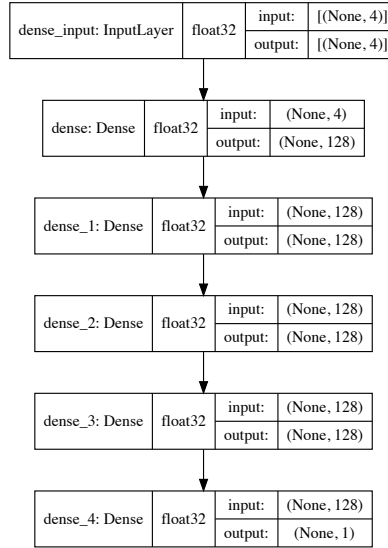 dense_input: InputLayer float32 input: [(None, 4)]
output: [(None, 4)]
dense: Dense float32 input: (None, 4)
output: (None, 128)
dense_1: Dense float32 input: (None, 128)
output: (None, 128)
dense_2: Dense float32 input: (None, 128)
output: (None, 128)
dense_3: Dense float32 input: (None, 128)
output: (None, 128)
dense_4: Dense float32 input: (None, 128)
output: (None, 1)